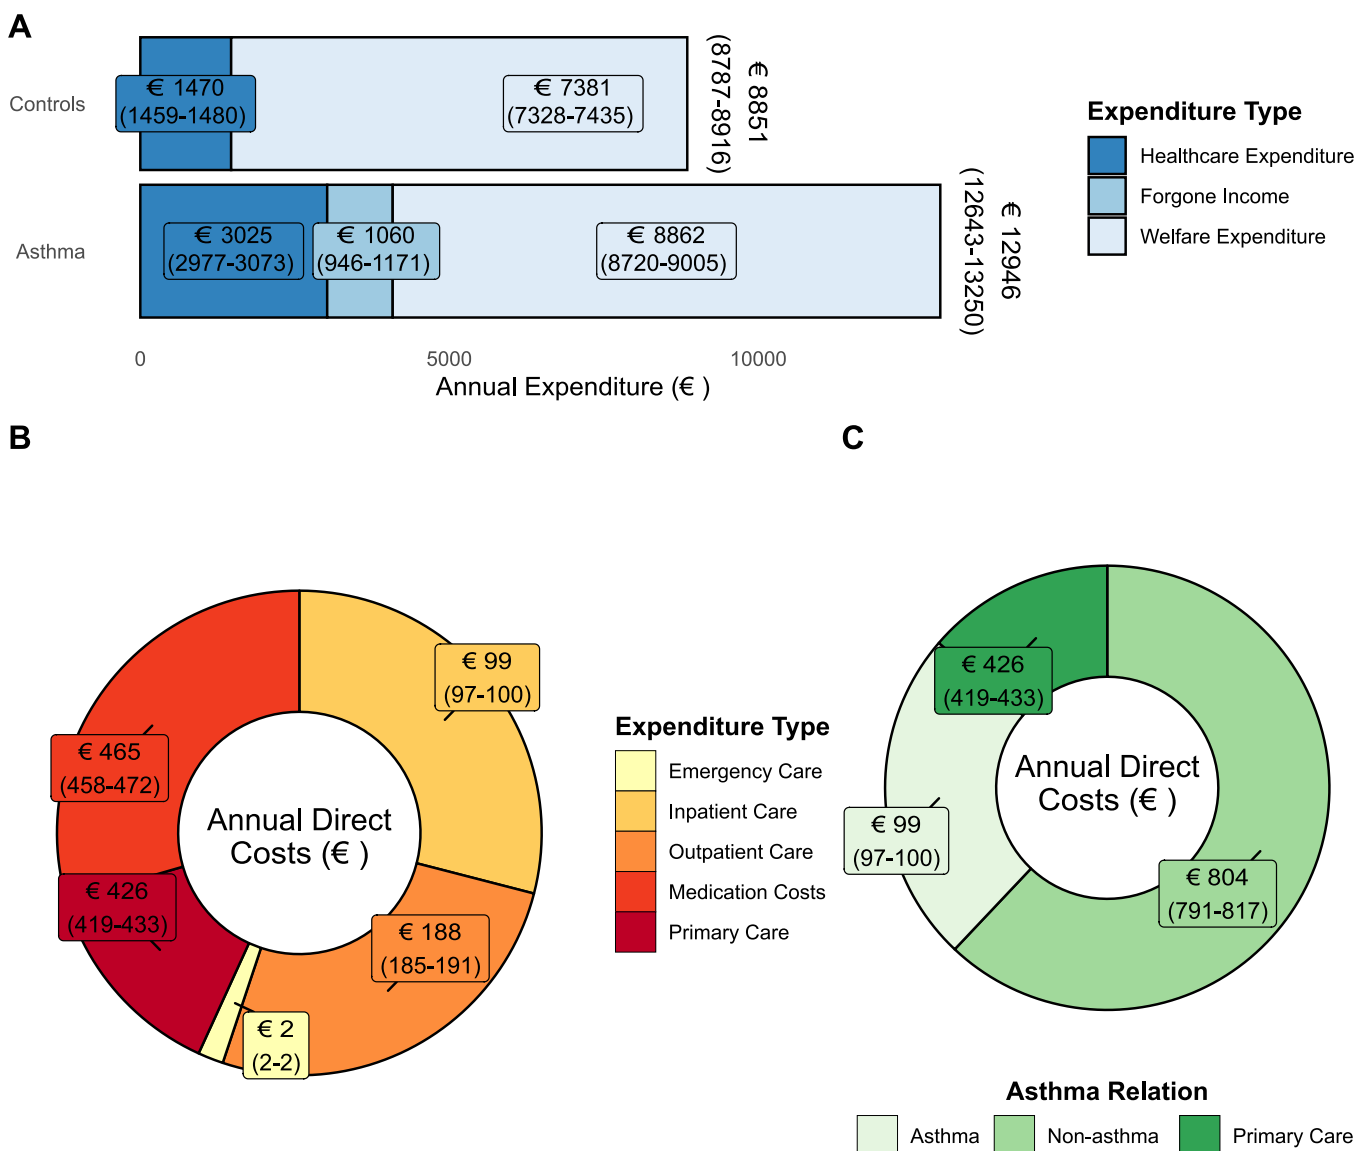 A
Controls
€ 1470
(1459-1480)
€ 7381
(7328-7435)
€ 8851
(8787-8916)
Asthma
€ 3025
(2977-3073)
€ 1060
(946-1171)
€ 8862
(8720-9005)
€ 12946
(12643-13250)
0
5000
10000
Annual Expenditure (€ )
Expenditure Type
Healthcare Expenditure
Forgone Income
Welfare Expenditure
B
€ 99
(97-100)
€ 465
(458-472)
Annual Direct
Costs (€ )
€ 426
(419-433)
€ 188
(185-191)
€ 2
(2-2)
Expenditure Type
Emergency Care
Inpatient Care
Outpatient Care
Medication Costs
Primary Care
C
€ 426
(419-433)
Annual Direct
Costs (€ )
€ 99
(97-100)
€ 804
(791-817)
Asthma Relation
Asthma
Non-asthma
Primary Care